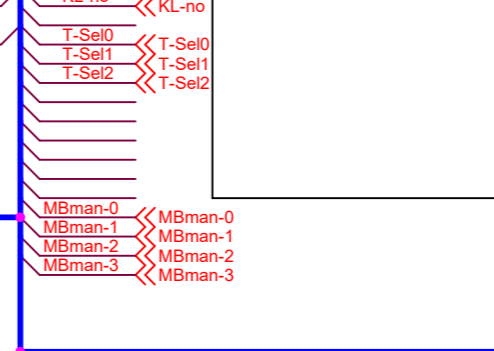 KL-no
T-Sel0 T-Sel0
T-Sel1 T-Sel1
T-Sel2 T-Sel2
MBman-0 MBman-0
MBman-1 MBman-1
MBman-2 MBman-2
MBman-3 MBman-3